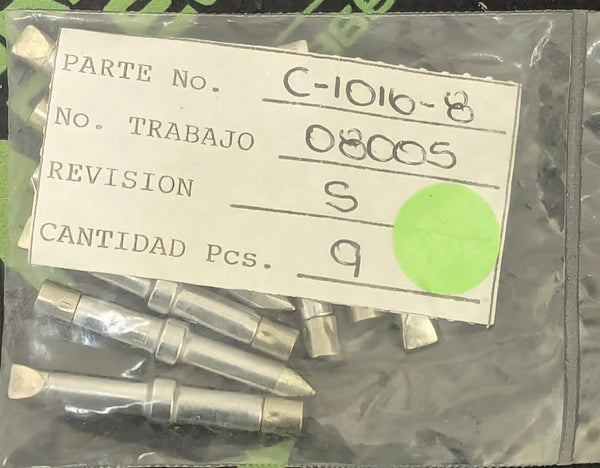 PARTE No. C-1016-8
No. TRABAJO 08005
REVISION S
CANTIDAD Pcs. 9